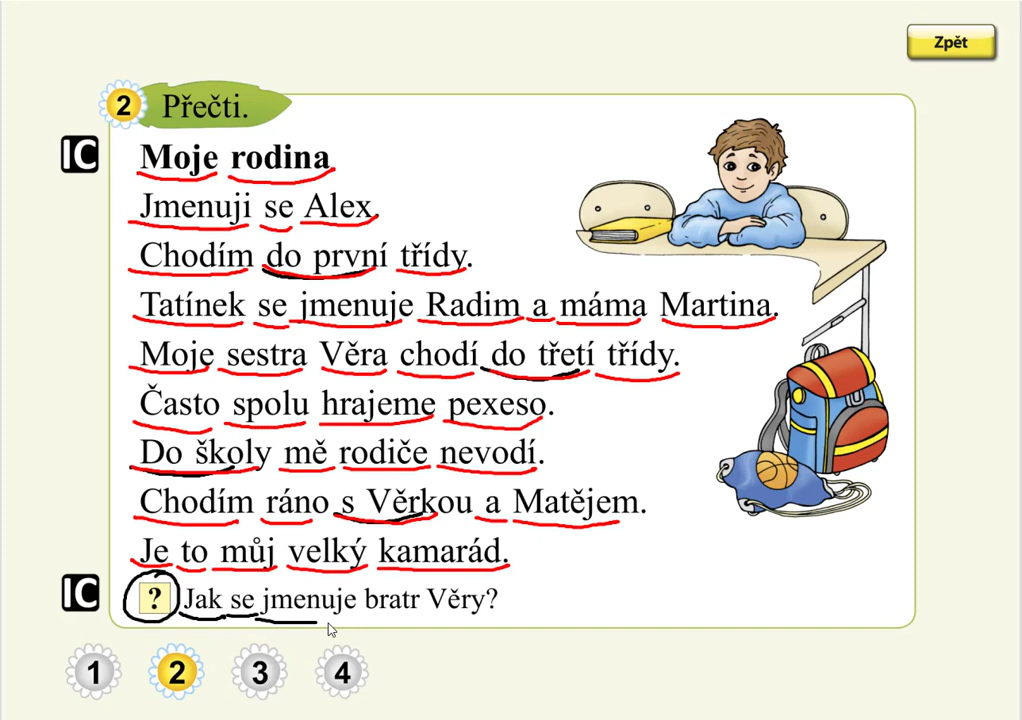 Zpět
2 Přečti.
IC
Moje rodina
Jmenuji se Alex.
Chodím do první třídy.
Tatínek se jmenuje Radim a máma Martina.
Moje sestra Věra chodí do třetí třídy.
Často spolu hrajeme pexeso.
Do školy mě rodiče nevodí.
Chodím ráno s Věrkou a Matějem.
Je to můj velký kamarád.
IC
? Jak se jmenuje bratr Věry?
1 2 3 4